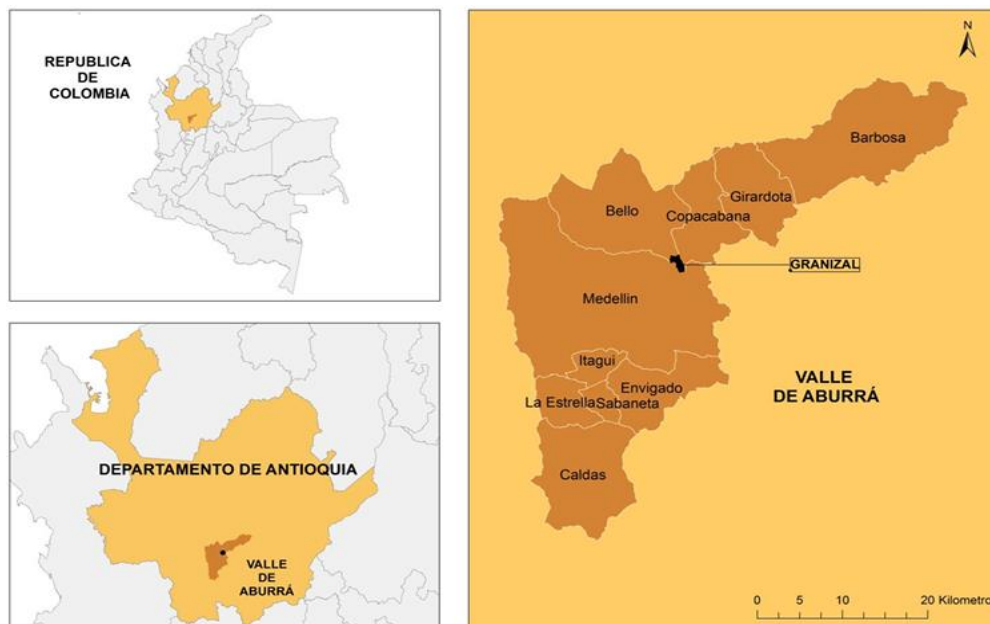 REPUBLICA
DE
COLOMBIA
DEPARTAMENTO DE ANTIOQUIA
VALLE
DE
ABURRÁ
N
Barbosa
Girardota
Bello
Copacabana
GRANIZAL
Medellin
Itagui
Envigado
La Estrella
Sabaneta
VALLE
DE ABURRÁ
Caldas
0 5 10 20 Kilometro